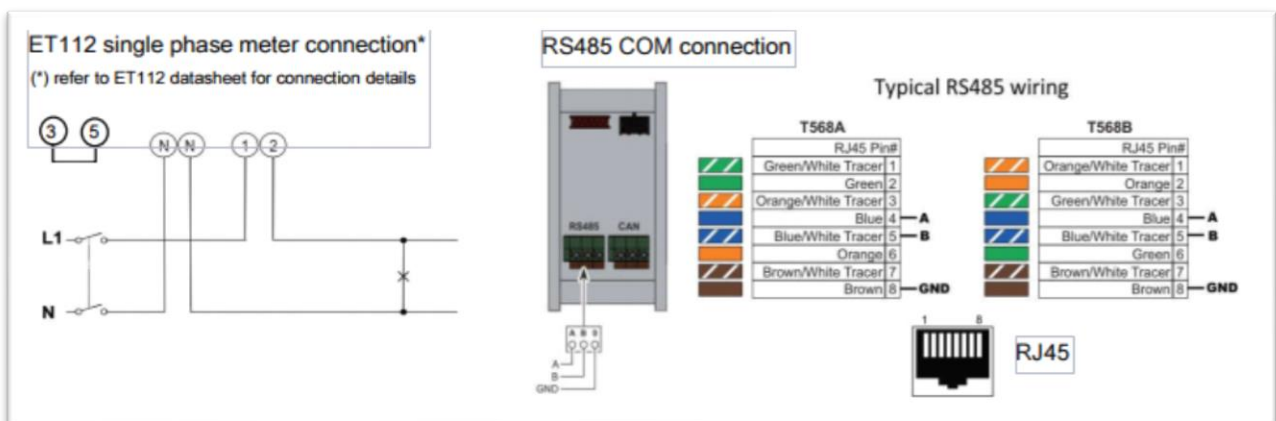 ET112 single phase meter connection*
(*) refer to ET112 datasheet for connection details
3 5
N N 1 2
L1
N
RS485 COM connection
RS485 CAN
A B
A
B
GND
Typical RS485 wiring
T568A
RJ45 Pin#
Green/White Tracer 1
Green 2
Orange/White Tracer 3
Blue 4 A
Blue/White Tracer 5 B
Orange 6
Brown/White Tracer 7
Brown 8 GND
T568B
RJ45 Pin#
Orange/White Tracer 1
Orange 2
Green/White Tracer 3
Blue 4 A
Blue/White Tracer 5 B
Green 6
Brown/White Tracer 7
Brown 8 GND
1 8
RJ45